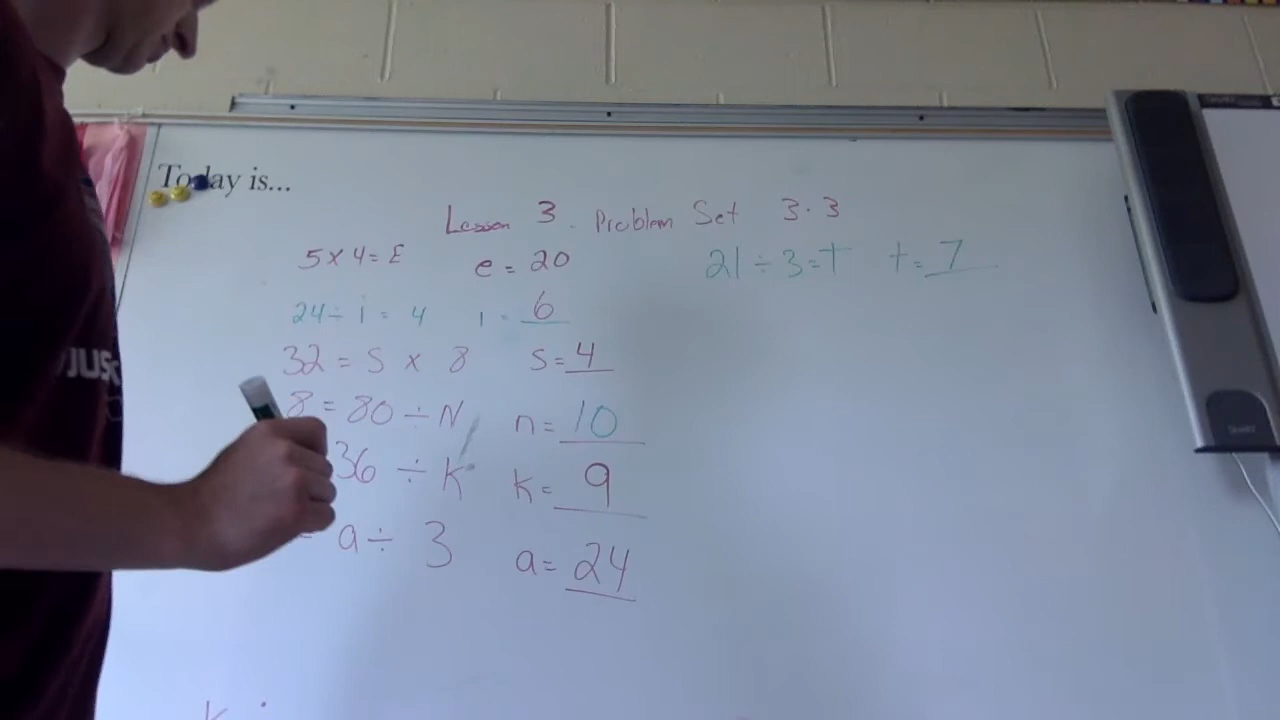 Today is...
Lesson 3. Problem Set 3.3
5 x 4 = E e = 20
21 ÷ 3 = t t = 7
24 ÷ i = 4 i = 6
32 = S x 8 S = 4
8 = 80 ÷ N n = 10
36 ÷ K K = 9
= a ÷ 3 a = 24